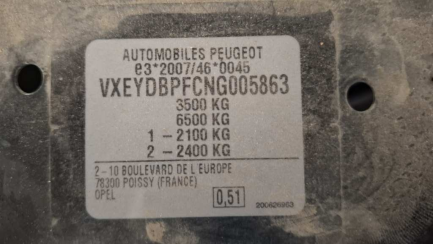 AUTOMOBILES PEUGEOT
e3*2007/46*0045
VXEYDBPFCNG005863
3500 KG
6500 KG
1 - 2100 KG
2 - 2400 KG
2 - 10 BOULEVARD DE L'EUROPE
78300 POISSY (FRANCE)
OPEL
0,51